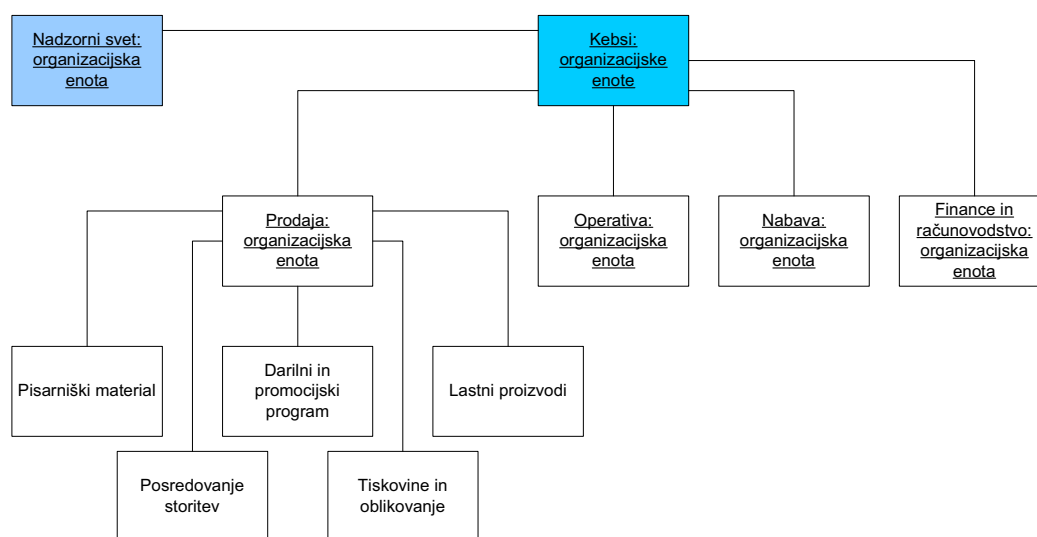 Nadzorni svet:
organizacijska
enota
Kebsi:
organizacijske
enote
Prodaja:
organizacijska
enota
Operativa:
organizacijska
enota
Nabava:
organizacijska
enota
Finance in
računovodstvo:
organizacijska
enota
Pisarniški material
Darilni in
promocijski
program
Lastni proizvodi
Posredovanje
storitev
Tiskovine in
oblikovanje